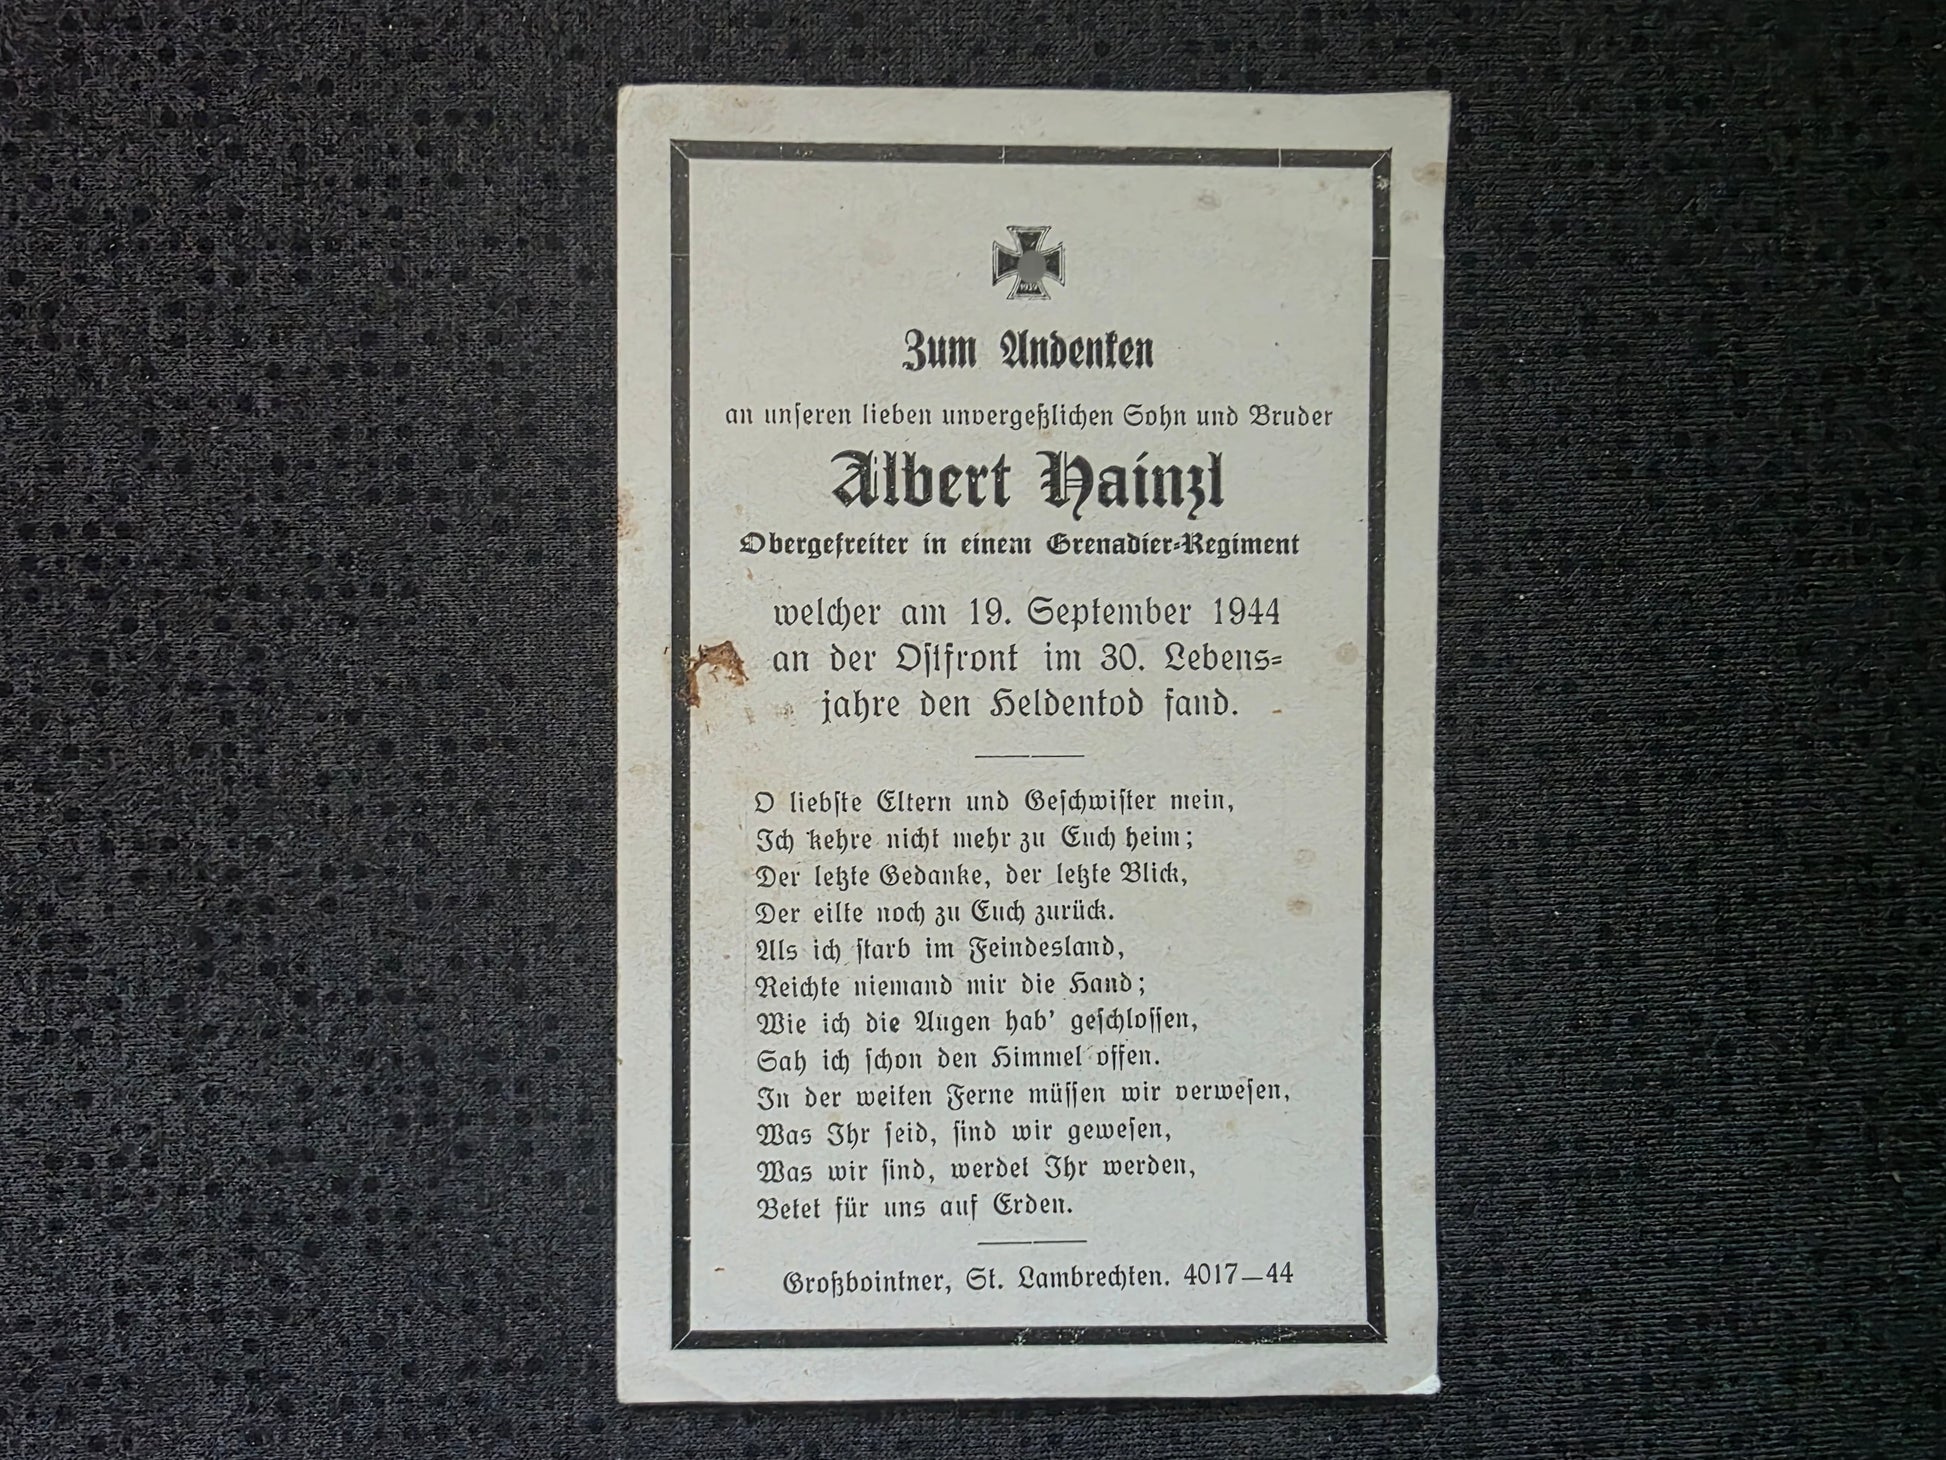 1939
Zum Andenken
an unseren lieben unvergeßlichen Sohn und Bruder
Albert Hainzl
Obergefreiter in einem Grenadier-Regiment
welcher am 19. September 1944
an der Ostfront im 30. Lebens-
jahre den Heldentod fand.
O liebste Eltern und Geschwister mein,
Ich kehre nicht mehr zu Euch heim;
Der letzte Gedanke, der letzte Blick,
Der eilte noch zu Euch zurück.
Als ich starb im Feindesland,
Reichte niemand mir die Hand;
Wie ich die Augen hab' geschlossen,
Sah ich schon den Himmel offen.
In der weiten Ferne müssen wir verwesen,
Was Ihr seid, sind wir gewesen,
Was wir sind, werdet Ihr werden,
Betet für uns auf Erden.
Großbointner, St. Lambrechten. 4017—44